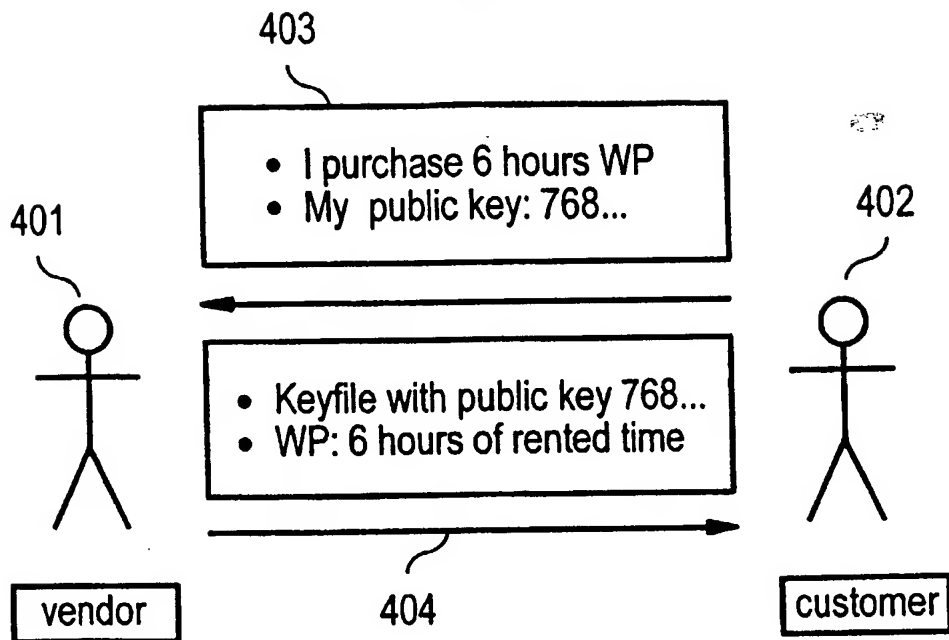 403
• I purchase 6 hours WP
• My public key: 768...
401
402
• Keyfile with public key 768...
• WP: 6 hours of rented time
404
vendor
customer